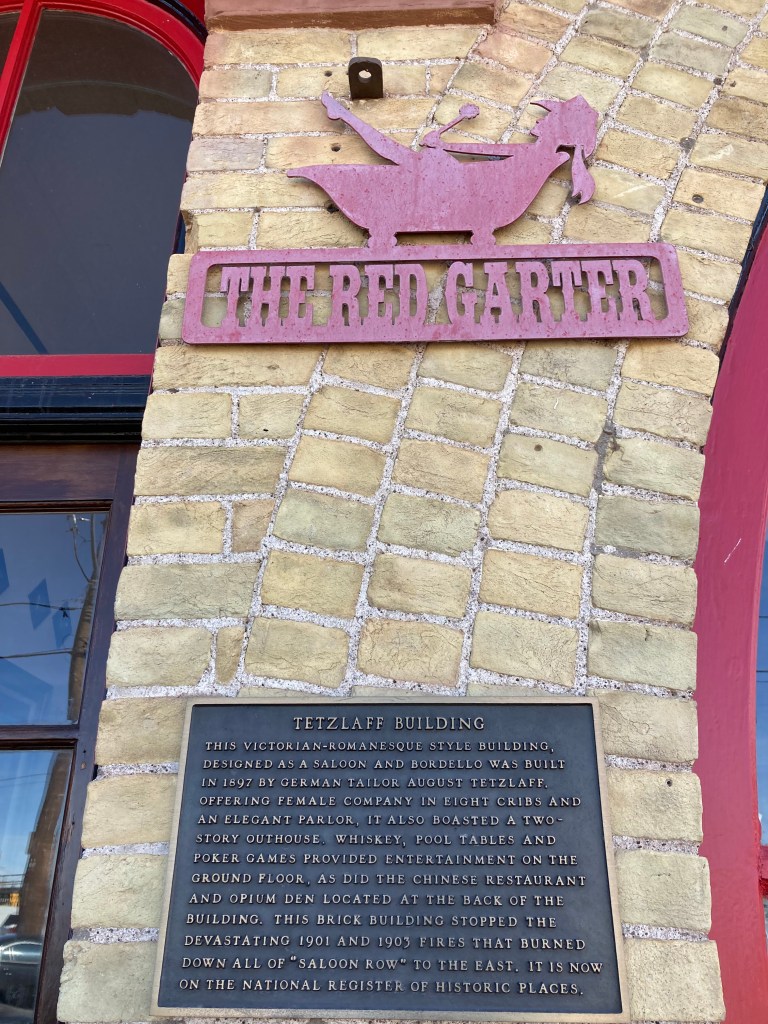 THE RED GARTER
TETZLAFF BUILDING
THIS VICTORIAN-ROMANESQUE STYLE BUILDING,
DESIGNED AS A SALOON AND BORDELLO WAS BUILT
IN 1897 BY GERMAN TAILOR AUGUST TETZLAFF.
OFFERING FEMALE COMPANY IN EIGHT CRIBS AND
AN ELEGANT PARLOR, IT ALSO BOASTED A TWO-
STORY OUTHOUSE. WHISKEY, POOL TABLES AND
POKER GAMES PROVIDED ENTERTAINMENT ON THE
GROUND FLOOR, AS DID THE CHINESE RESTAURANT
AND OPIUM DEN LOCATED AT THE BACK OF THE
BUILDING. THIS BRICK BUILDING STOPPED THE
DEVASTATING 1901 AND 1903 FIRES THAT BURNED
DOWN ALL OF "SALOON ROW" TO THE EAST. IT IS NOW
ON THE NATIONAL REGISTER OF HISTORIC PLACES.